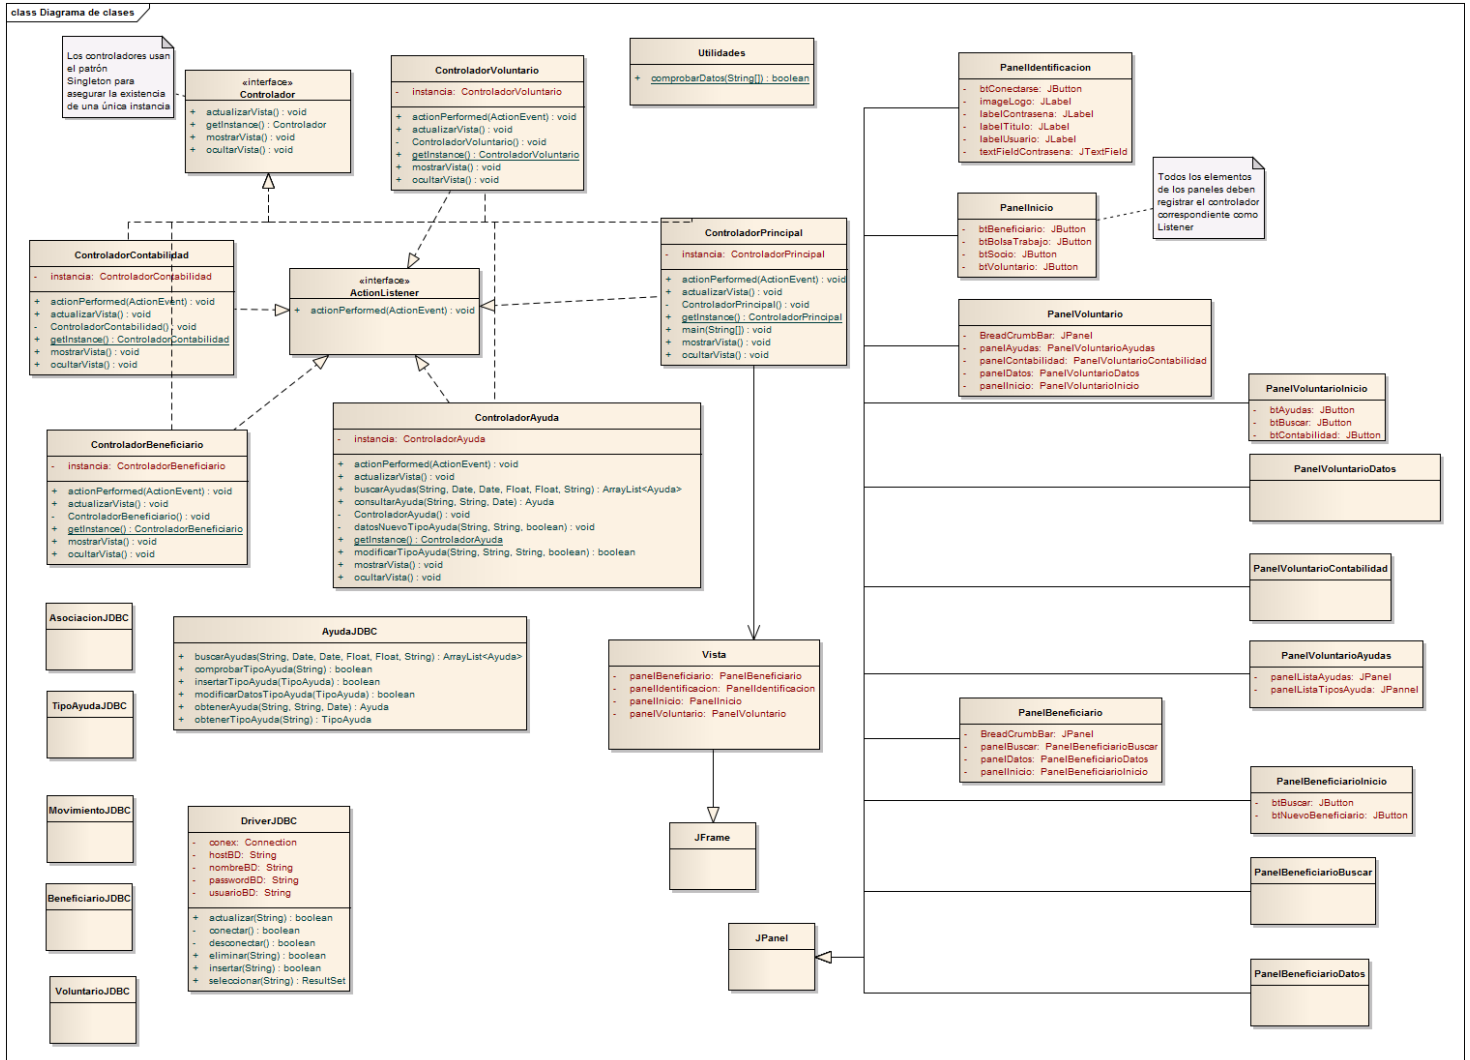 class Diagrama de clases
Los controladores usan
el patrón
Singleton para
asegurar la existencia
de una única instancia
«interface»
Controlador
+ actualizarVista() : void
+ getInstance() : Controlador
+ mostrarVista() : void
+ ocultarVista() : void
ControladorVoluntario
- instancia: ControladorVoluntario
+ actionPerformed(ActionEvent) : void
+ actualizarVista() : void
- ControladorVoluntario() : void
+ getInstance() : ControladorVoluntario
+ mostrarVista() : void
+ ocultarVista() : void
Utilidades
+ comprobarDatos(String[]) : boolean
PanelIdentificacion
- btConectarse: JButton
- imageLogo: JLabel
- labelContrasena: JLabel
- labelTitulo: JLabel
- labelUsuario: JLabel
- textFieldContrasena: JTextField
Todos los elementos
de los paneles deben
registrar el controlador
correspondiente como
Listener
PanelInicio
- btBeneficiario: JButton
- btBolsaTrabajo: JButton
- btSocio: JButton
- btVoluntario: JButton
ControladorContabilidad
- instancia: ControladorContabilidad
+ actionPerformed(ActionEvent) : void
+ actualizarVista() : void
- ControladorContabilidad() : void
+ getInstance() : ControladorContabilidad
+ mostrarVista() : void
+ ocultarVista() : void
«interface»
ActionListener
+ actionPerformed(ActionEvent) : void
ControladorPrincipal
- instancia: ControladorPrincipal
+ actionPerformed(ActionEvent) : void
+ actualizarVista() : void
- ControladorPrincipal() : void
+ getInstance() : ControladorPrincipal
+ main(String[]) : void
+ mostrarVista() : void
+ ocultarVista() : void
PanelVoluntario
- BreadCrumbBar: JPanel
- panelAyudas: PanelVoluntarioAyudas
- panelContabilidad: PanelVoluntarioContabilidad
- panelDatos: PanelVoluntarioDatos
- panelInicio: PanelVoluntarioInicio
PanelVoluntarioInicio
- btAyudas: JButton
- btBuscar: JButton
- btContabilidad: JButton
ControladorBeneficiario
- instancia: ControladorBeneficiario
+ actionPerformed(ActionEvent) : void
+ actualizarVista() : void
- ControladorBeneficiario() : void
+ getInstance() : ControladorBeneficiario
+ mostrarVista() : void
+ ocultarVista() : void
ControladorAyuda
- instancia: ControladorAyuda
+ actionPerformed(ActionEvent) : void
+ actualizarVista() : void
+ buscarAyudas(String, Date, Date, Float, Float, String) : ArrayList<Ayuda>
+ consultarAyuda(String, String, Date) : Ayuda
- ControladorAyuda() : void
- datosNuevoTipoAyuda(String, String, boolean) : void
+ getInstance() : ControladorAyuda
+ modificarTipoAyuda(String, String, String, boolean) : boolean
+ mostrarVista() : void
+ ocultarVista() : void
PanelVoluntarioDatos
PanelVoluntarioContabilidad
AsociacionJDBC
AyudaJDBC
+ buscarAyudas(String, Date, Date, Float, Float, String) : ArrayList<Ayuda>
+ comprobarTipoAyuda(String) : boolean
+ insertarTipoAyuda(TipoAyuda) : boolean
+ modificarDatosTipoAyuda(TipoAyuda) : boolean
+ obtenerAyuda(String, String, Date) : Ayuda
+ obtenerTipoAyuda(String) : TipoAyuda
Vista
- panelBeneficiario: PanelBeneficiario
- panelIdentificacion: PanelIdentificacion
- panelInicio: PanelInicio
- panelVoluntario: PanelVoluntario
PanelVoluntarioAyudas
- panelListaAyudas: JPanel
- panelListaTiposAyuda: JPannel
TipoAyudaJDBC
PanelBeneficiario
- BreadCrumbBar: JPanel
- panelBuscar: PanelBeneficiarioBuscar
- panelDatos: PanelBeneficiarioDatos
- panelInicio: PanelBeneficiarioInicio
PanelBeneficiarioInicio
- btBuscar: JButton
- btNuevoBeneficiario: JButton
MovimientoJDBC
DriverJDBC
- conex: Connection
- hostBD: String
- nombreBD: String
- passwordBD: String
- usuarioBD: String
+ actualizar(String) : boolean
- conectar() : boolean
- desconectar() : boolean
+ eliminar(String) : boolean
+ insertar(String) : boolean
+ seleccionar(String) : ResultSet
JFrame
PanelBeneficiarioBuscar
BeneficiarioJDBC
JPanel
PanelBeneficiarioDatos
VoluntarioJDBC